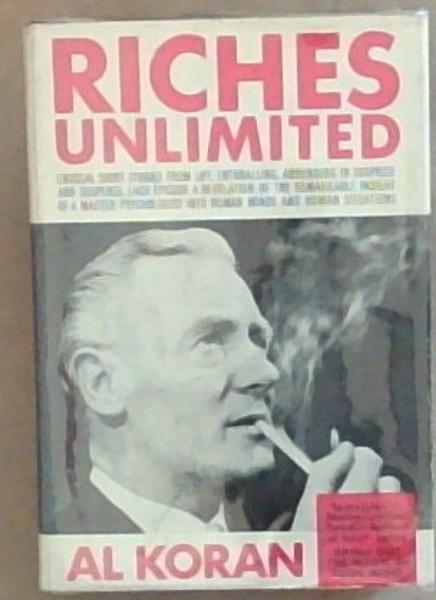 RICHES
UNLIMITED
UNUSUAL SHORT STORIES FROM LIFE, ENTHRALLING, ABOUNDING IN SURPRISE
AND SUSPENSE. EACH EPISODE A REVELATION OF THE REMARKABLE INSIGHT
OF A MASTER PSYCHOLOGIST INTO HUMAN MINDS AND HUMAN SITUATIONS
AL KORAN